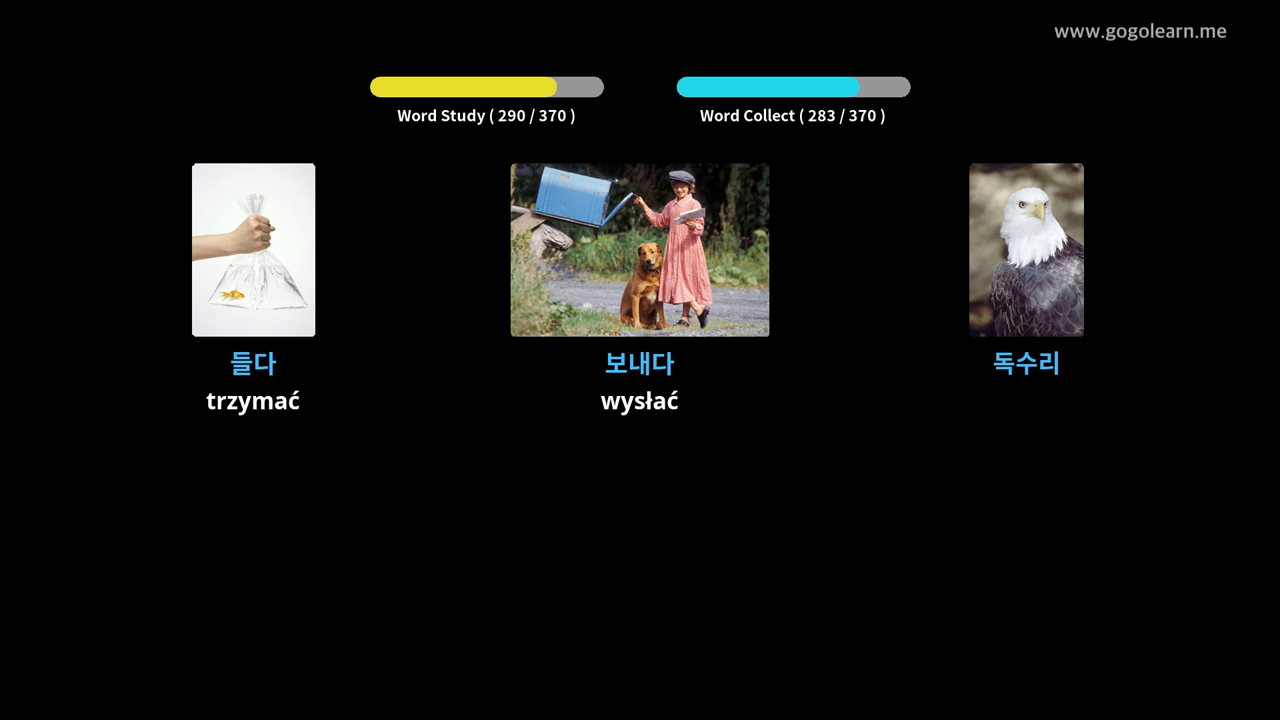 www.gogolearn.me
Word Study ( 290 / 370 )
Word Collect ( 283 / 370 )
들다
보내다
독수리
trzymać
wysłać